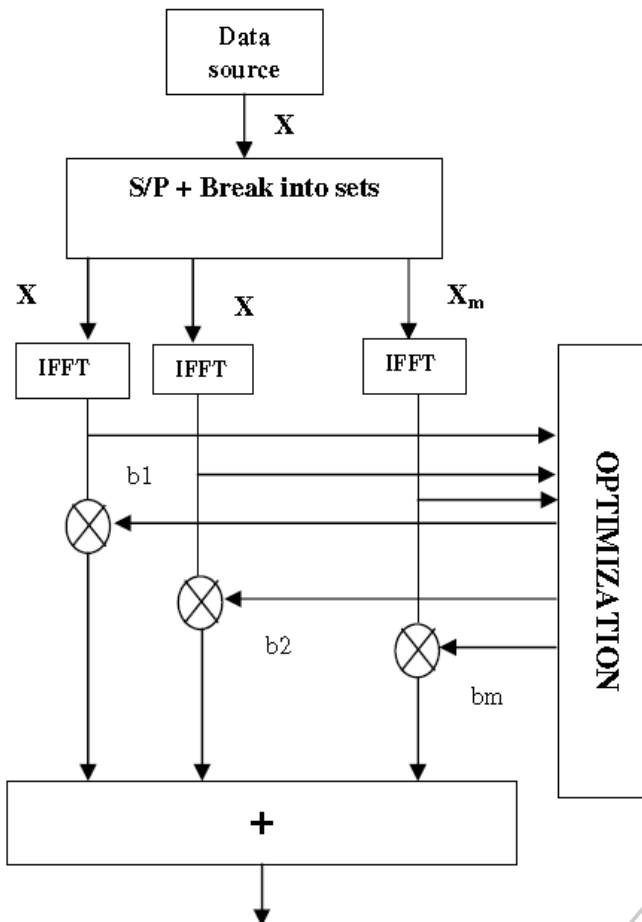 Data
source
X
S/P + Break into sets
X
X
Xm
IFFT
IFFT
IFFT
b1
OPTIMIZATION
b2
bm
+